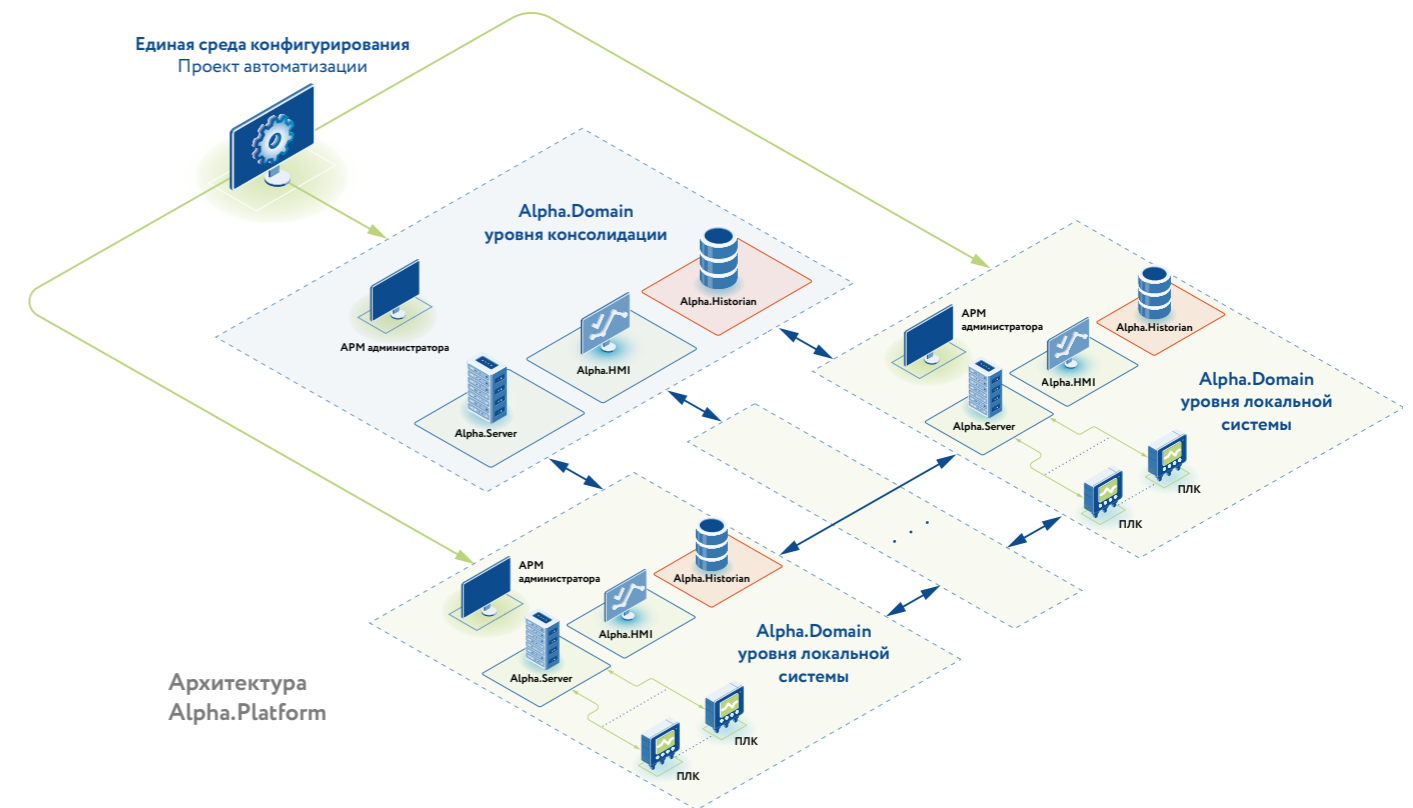 Единая среда конфигурирования
Проект автоматизации
Alpha.Domain
уровня консолидации
Alpha.Historian
АРМ администратора
Alpha.HMI
Alpha.Server
АРМ
администратора
Alpha.Historian
Alpha.HMI
Alpha.Server
Alpha.Domain
уровня локальной
системы
ПЛК
ПЛК
. . .
АРМ
администратора
Alpha.Historian
Alpha.HMI
Alpha.Server
Alpha.Domain
уровня локальной
системы
ПЛК
ПЛК
Архитектура
Alpha.Platform